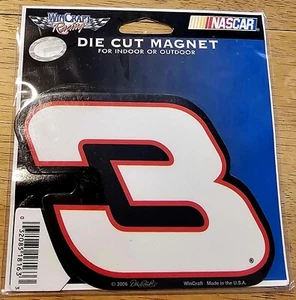 WINCRAFT
Racing
NASCAR
DIE CUT MAGNET
FOR INDOOR OR OUTDOOR
3
®
© 2006
WinCraft
Made in the U.S.A.